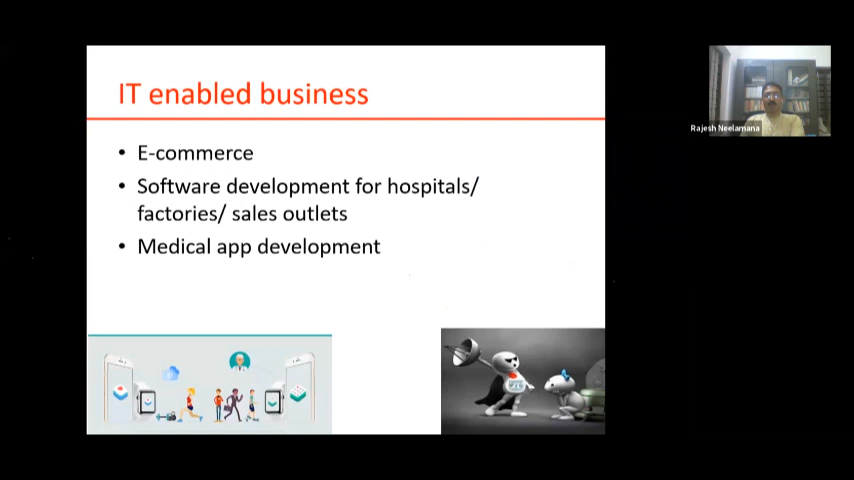 IT enabled business
• E-commerce
• Software development for hospitals/
factories/ sales outlets
• Medical app development
Rajesh Neelamana